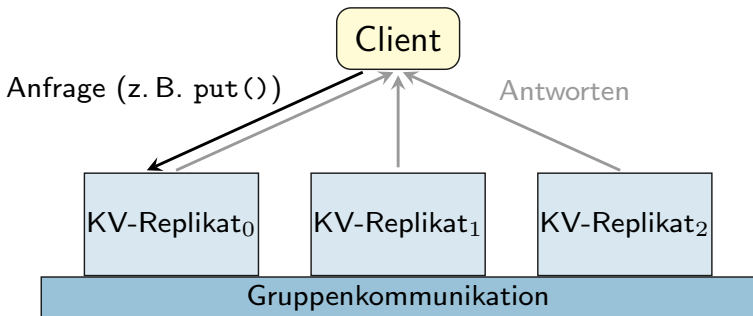 Client
Anfrage (z. B. put())
Antworten
KV-Replikat₀
KV-Replikat₁
KV-Replikat₂
Gruppenkommunikation